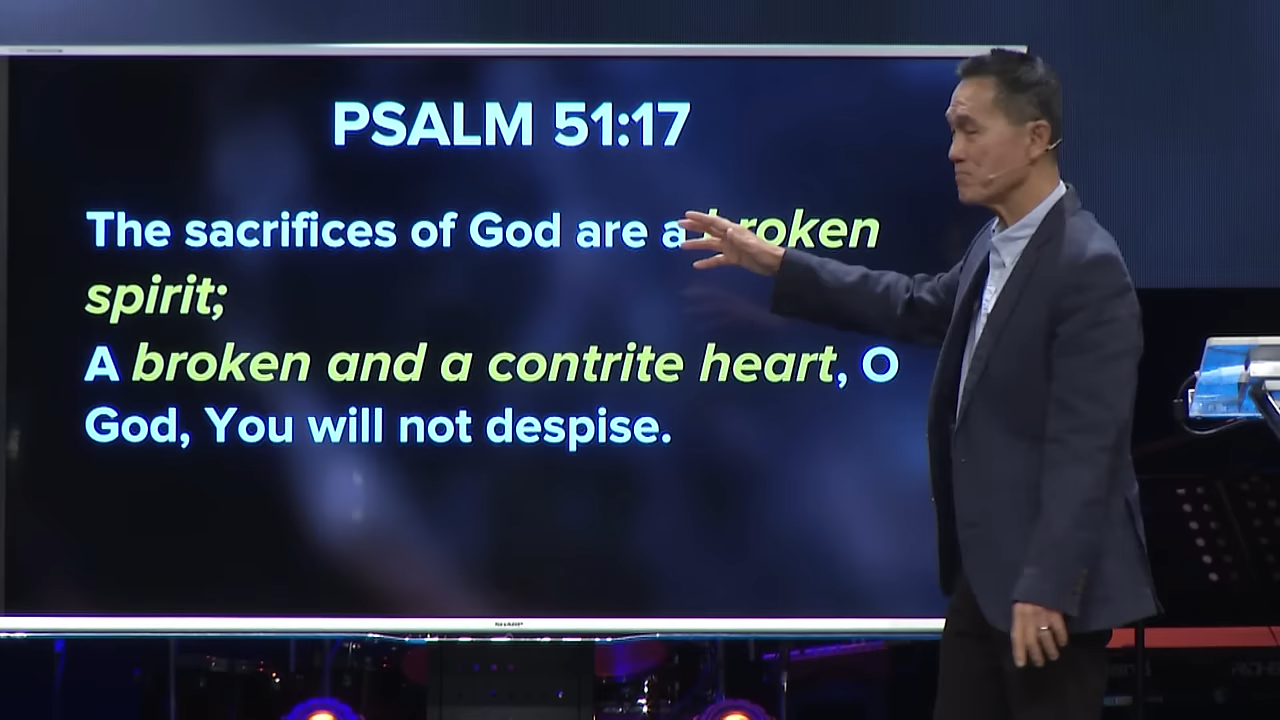 PSALM 51:17
The sacrifices of God are a broken
spirit;
A broken and a contrite heart, O
God, You will not despise.
SHARP